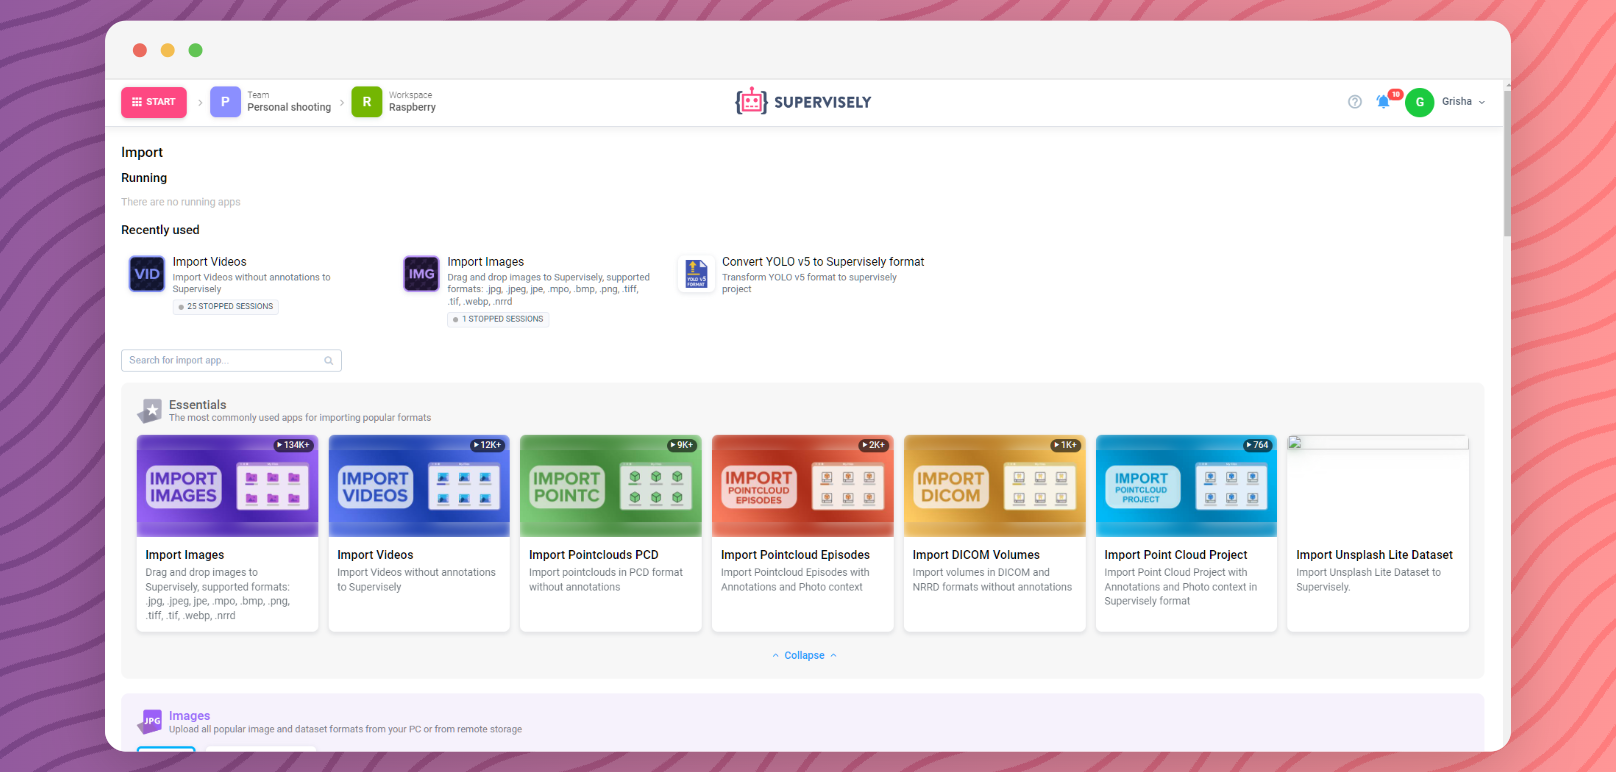 START
P
Team
Personal shooting
R
Workspace
Raspberry
SUPERVISELY
10
G
Grisha
Import
Running
There are no running apps
Recently used
VID
Import Videos
Import Videos without annotations to
Supervisely
25 STOPPED SESSIONS
IMG
Import Images
Drag and drop images to Supervisely, supported
formats: .jpg, .jpeg, jpe, .mpo, .bmp, .png, .tiff,
.tif, .webp, .nrrd
1 STOPPED SESSIONS
YOLO v5
FORMAT
Convert YOLO v5 to Supervisely format
Transform YOLO v5 format to supervisely
project
Search for import app...
Essentials
The most commonly used apps for importing popular formats
134K+
IMPORT
IMAGES
Import Images
Drag and drop images to
Supervisely, supported formats:
.jpg, .jpeg, jpe, .mpo, .bmp, .png,
.tiff, .tif, .webp, .nrrd
12K+
IMPORT
VIDEOS
Import Videos
Import Videos without annotations
to Supervisely
9K+
IMPORT
POINTC
Import Pointclouds PCD
Import pointclouds in PCD format
without annotations
2K+
IMPORT
POINTCLOUD
EPISODES
Import Pointcloud Episodes
Import Pointcloud Episodes with
Annotations and Photo context
1K+
IMPORT
DICOM
Import DICOM Volumes
Import volumes in DICOM and
NRRD formats without annotations
764
IMPORT
POINTCLOUD
PROJECT
Import Point Cloud Project
Import Point Cloud Project with
Annotations and Photo context in
Supervisely format
Import Unsplash Lite Dataset
Import Unsplash Lite Dataset to
Supervisely.
Collapse
JPG
Images
Upload all popular image and dataset formats from your PC or from remote storage